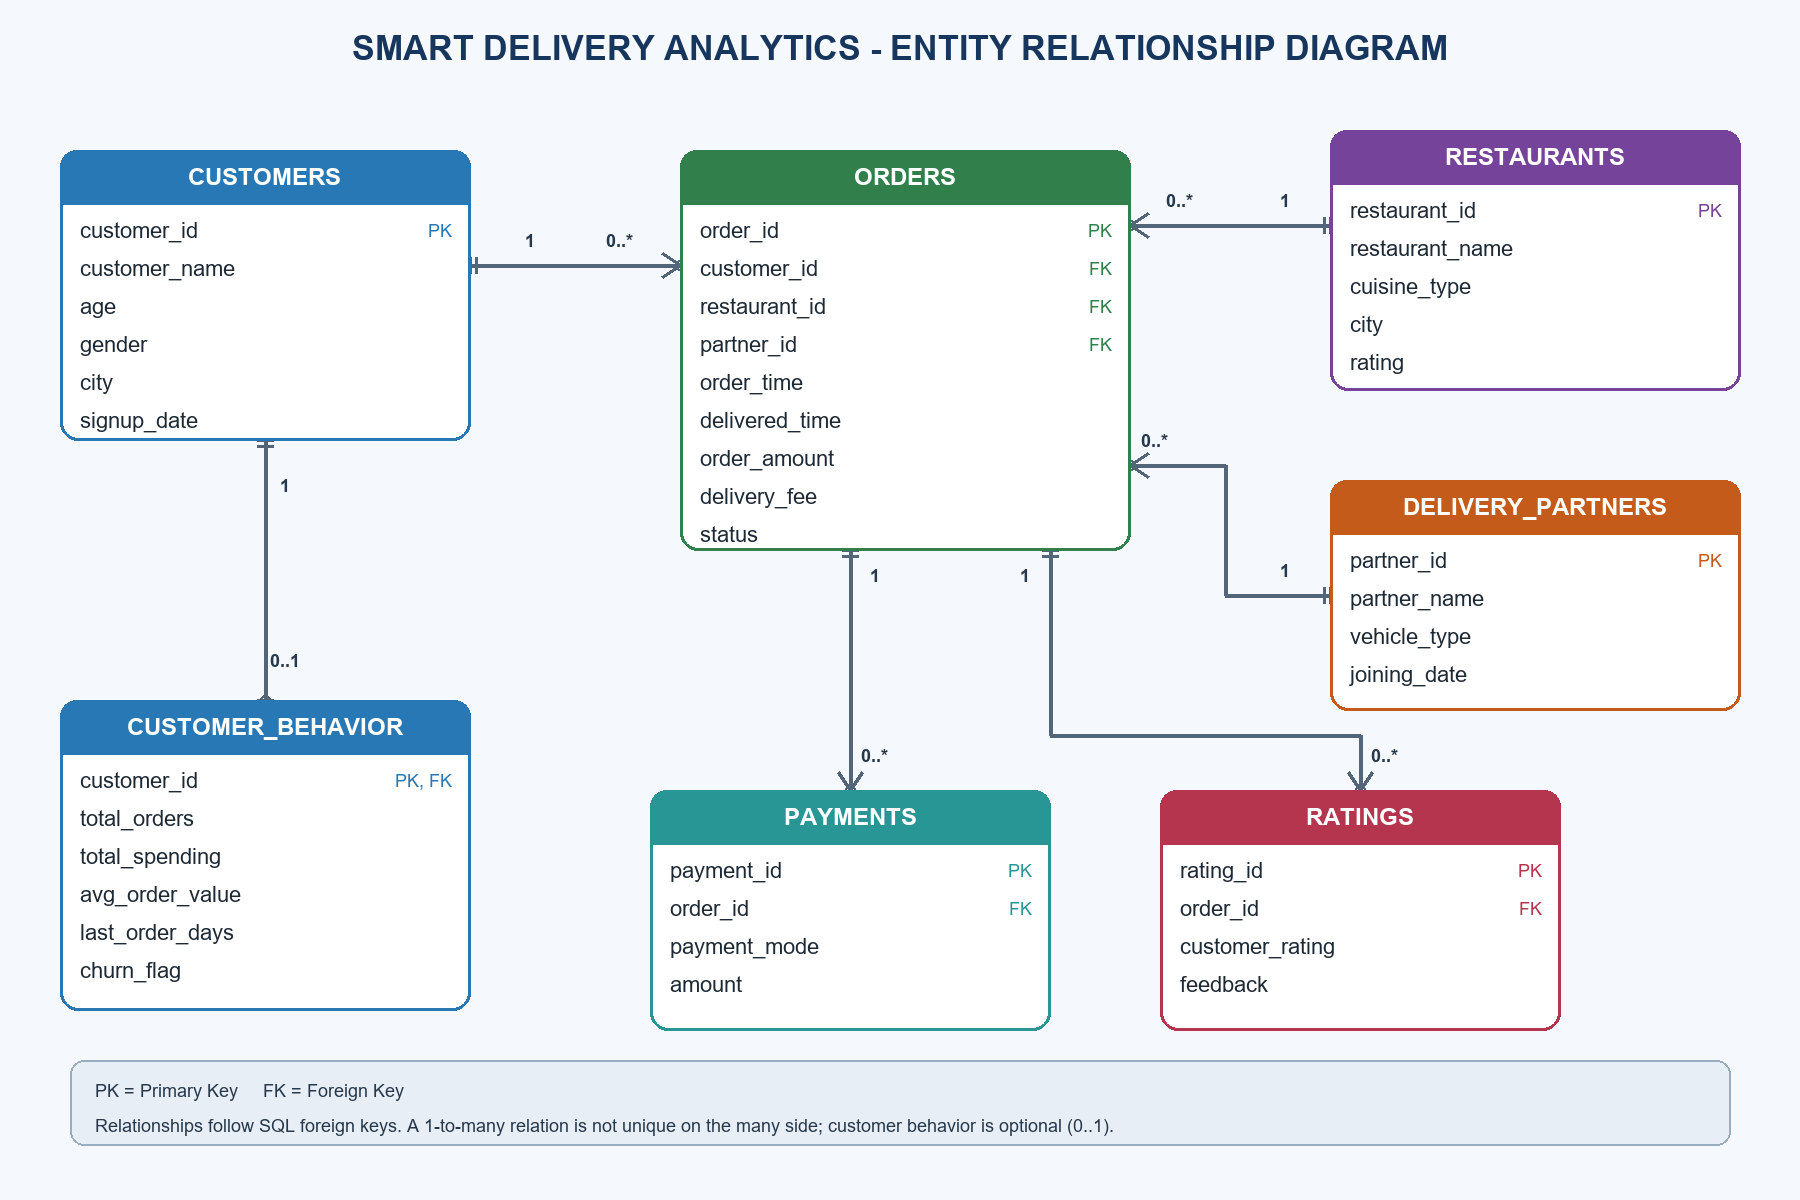 SMART DELIVERY ANALYTICS - ENTITY RELATIONSHIP DIAGRAM
CUSTOMERS
customer_id PK
customer_name
age
gender
city
signup_date
1 0..*
ORDERS
order_id PK
customer_id FK
restaurant_id FK
partner_id FK
order_time
delivered_time
order_amount
delivery_fee
status
0..* 1
RESTAURANTS
restaurant_id PK
restaurant_name
cuisine_type
city
rating
0..*
1
DELIVERY_PARTNERS
partner_id PK
partner_name
vehicle_type
joining_date
1
0..1
CUSTOMER_BEHAVIOR
customer_id PK, FK
total_orders
total_spending
avg_order_value
last_order_days
churn_flag
1
0..*
PAYMENTS
payment_id PK
order_id FK
payment_mode
amount
1
0..*
RATINGS
rating_id PK
order_id FK
customer_rating
feedback
PK = Primary Key FK = Foreign Key
Relationships follow SQL foreign keys. A 1-to-many relation is not unique on the many side; customer behavior is optional (0..1).